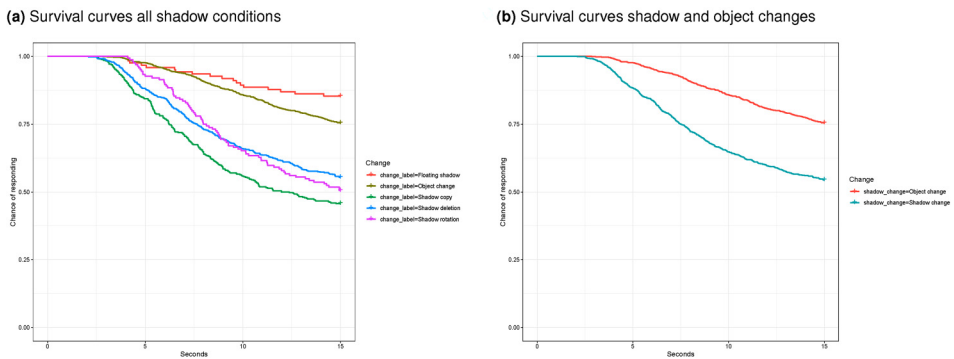 (a) Survival curves all shadow conditions
1.00
0.75
0.50
0.25
0.00
Chance of responding
0
5
10
15
Seconds
Change
change_label=Floating shadow
change_label=Object change
change_label=Shadow copy
change_label=Shadow deletion
change_label=Shadow rotation
(b) Survival curves shadow and object changes
1.00
0.75
0.50
0.25
0.00
Chance of responding
0
5
10
15
Seconds
Change
shadow_change=Object change
shadow_change=Shadow change